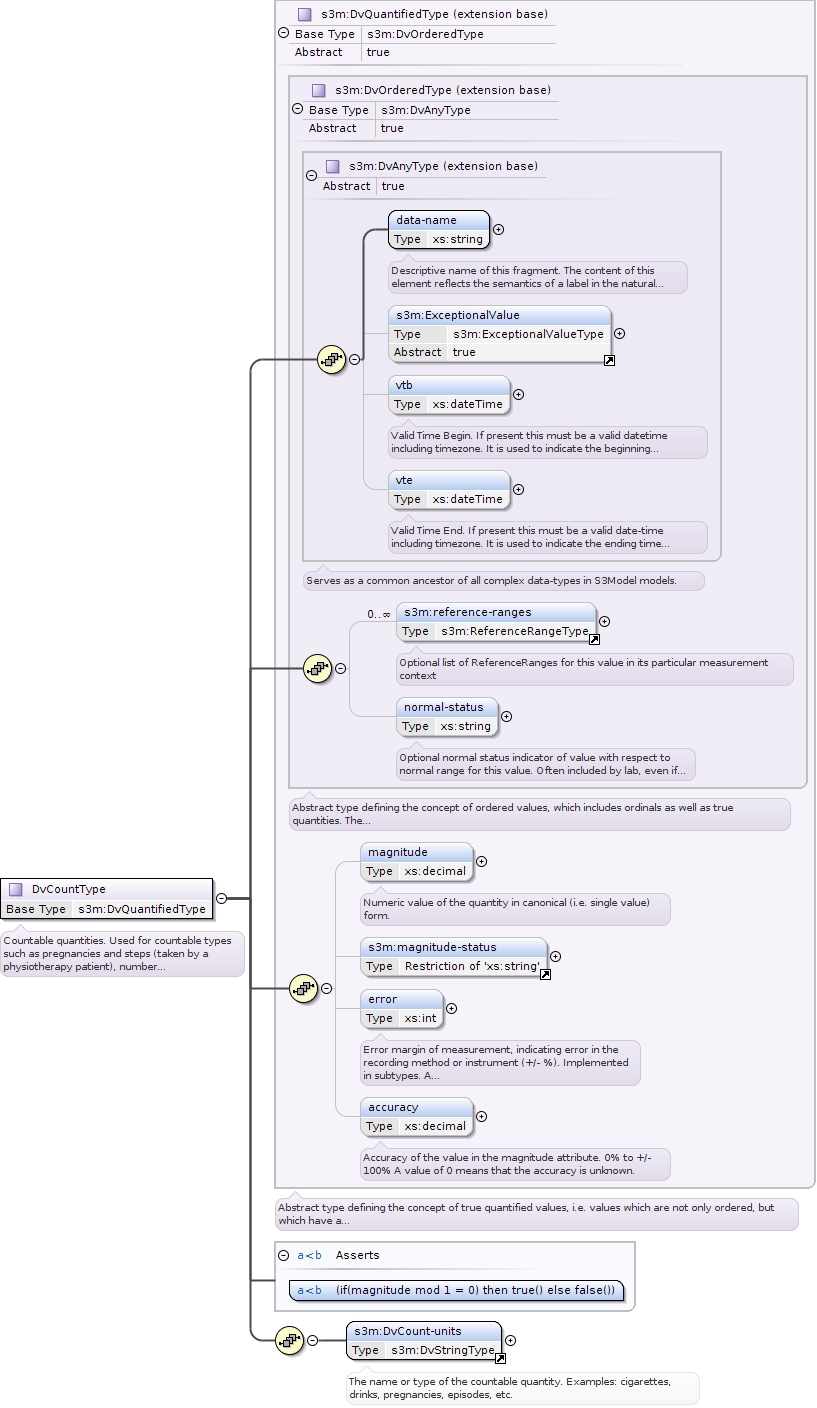 s3m:DvQuantifiedType (extension base)
Base Type s3m:DvOrderedType
Abstract true
s3m:DvOrderedType (extension base)
Base Type s3m:DvAnyType
Abstract true
s3m:DvAnyType (extension base)
Abstract true
data-name
Type xs:string
Descriptive name of this fragment. The content of this
element reflects the semantics of a label in the natural...
s3m:ExceptionalValue
Type s3m:ExceptionalValueType
Abstract true
vtb
Type xs:dateTime
Valid Time Begin. If present this must be a valid datetime
including timezone. It is used to indicate the beginning...
vte
Type xs:dateTime
Valid Time End. If present this must be a valid date-time
including timezone. It is used to indicate the ending time...
Serves as a common ancestor of all complex data-types in S3Model models.
0..∞
s3m:reference-ranges
Type s3m:ReferenceRangeType
Optional list of ReferenceRanges for this value in its particular measurement
context
normal-status
Type xs:string
Optional normal status indicator of value with respect to
normal range for this value. Often included by lab, even if...
Abstract type defining the concept of ordered values, which includes ordinals as well as true
quantities. The...
magnitude
Type xs:decimal
Numeric value of the quantity in canonical (i.e. single value)
form.
DvCountType
Base Type s3m:DvQuantifiedType
Countable quantities. Used for countable types
such as pregnancies and steps (taken by a
physiotherapy patient), number...
s3m:magnitude-status
Type Restriction of 'xs:string'
error
Type xs:int
Error margin of measurement, indicating error in the
recording method or instrument (+/- %). Implemented
in subtypes. A...
accuracy
Type xs:decimal
Accuracy of the value in the magnitude attribute. 0% to +/-
100% A value of 0 means that the accuracy is unknown.
Abstract type defining the concept of true quantified values, i.e. values which are not only ordered, but
which have a...
a<b Asserts
a<b (if(magnitude mod 1 = 0) then true() else false())
s3m:DvCount-units
Type s3m:DvStringType
The name or type of the countable quantity. Examples: cigarettes,
drinks, pregnancies, episodes, etc.